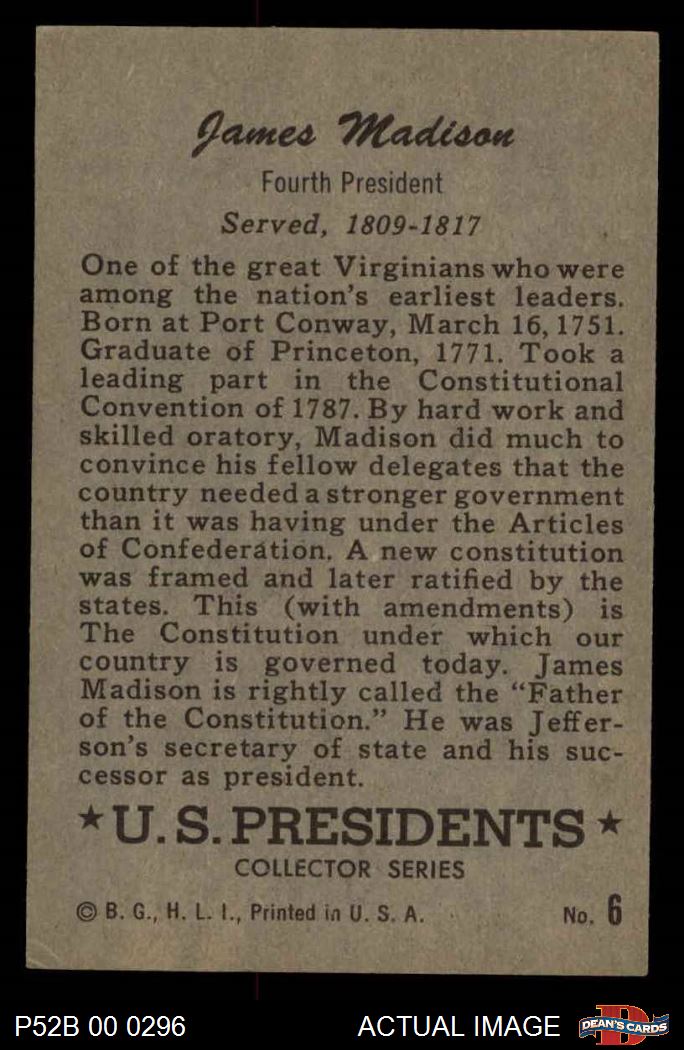 James Madison
Fourth President
Served, 1809-1817
One of the great Virginians who were
among the nation's earliest leaders.
Born at Port Conway, March 16, 1751.
Graduate of Princeton, 1771. Took a
leading part in the Constitutional
Convention of 1787. By hard work and
skilled oratory, Madison did much to
convince his fellow delegates that the
country needed a stronger government
than it was having under the Articles
of Confederation. A new constitution
was framed and later ratified by the
states. This (with amendments) is
The Constitution under which our
country is governed today. James
Madison is rightly called the “Father
of the Constitution.” He was Jeffer-
son's secretary of state and his suc-
cessor as president.
★ U.S. PRESIDENTS ★
COLLECTOR SERIES
© B. G., H. L. I., Printed in U. S. A. No. 6
P52B 00 0296 ACTUAL IMAGE D DEAN'S CARDS